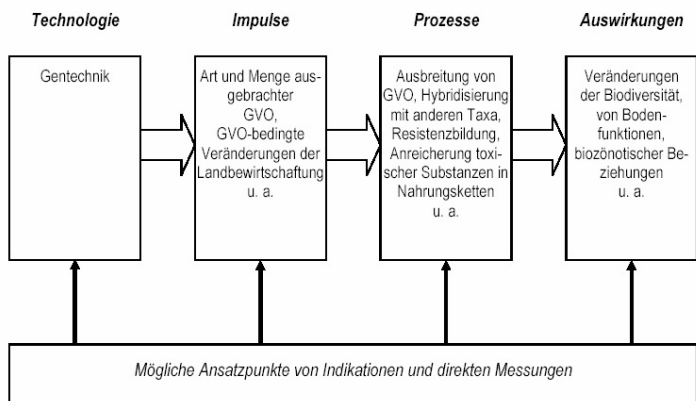 Technologie
Impulse
Prozesse
Auswirkungen
Gentechnik
Art und Menge aus-
gebrachter
GVO,
GVO-bedingte
Veränderungen der
Landbewirtschaftung
u. a.
Ausbreitung von
GVO, Hybridisierung
mit anderen Taxa,
Resistenzbildung,
Anreicherung toxi-
scher Substanzen in
Nahrungsketten
u. a.
Veränderungen
der Biodiversität,
von Boden-
funktionen,
biozönotischer Be-
ziehungen
u. a.
Mögliche Ansatzpunkte von Indikationen und direkten Messungen